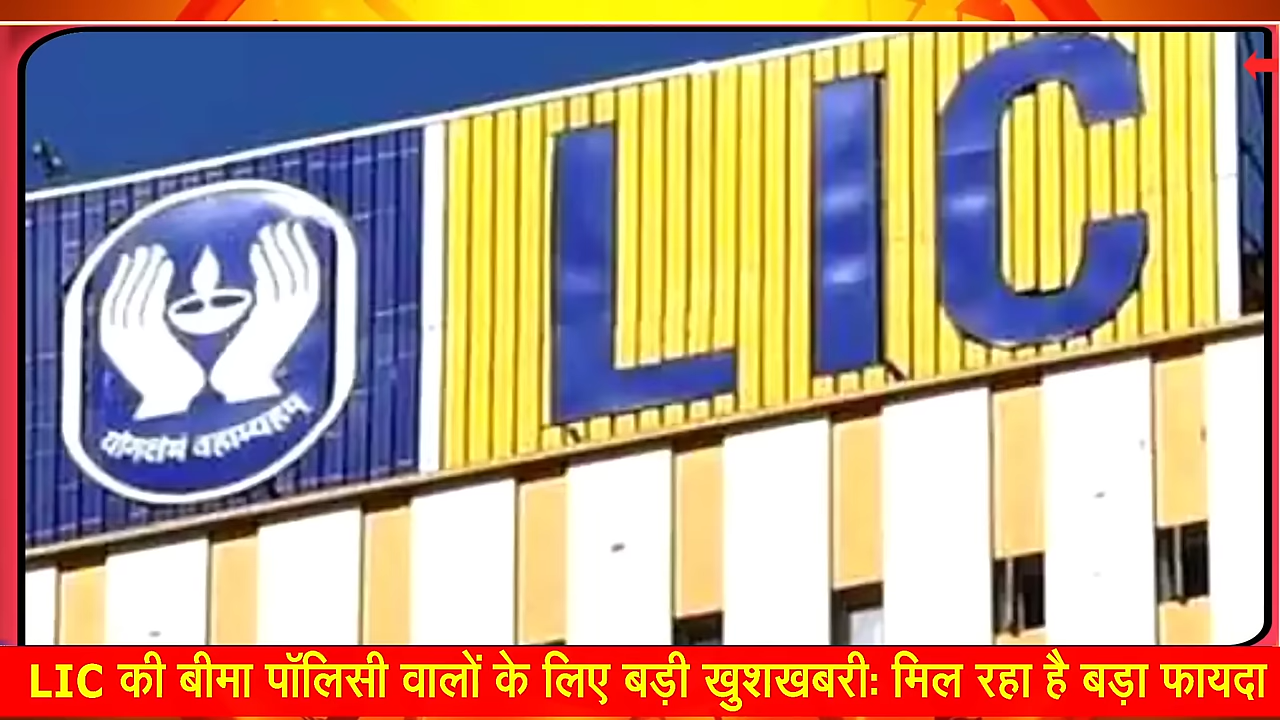 LIC
योगक्षेमं वहाम्यहम्
LIC की बीमा पॉलिसी वालों के लिए बड़ी खुशखबरी: मिल रहा है बड़ा फायदा